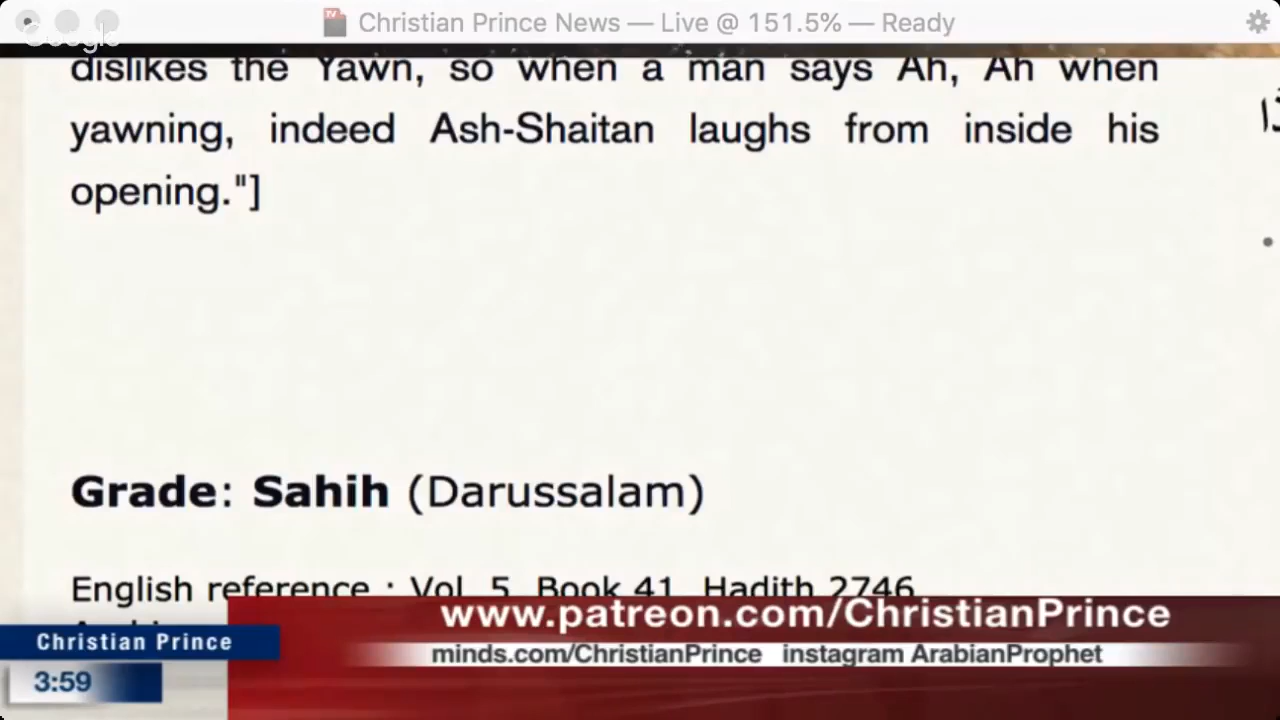 Christian Prince News — Live @ 151.5% — Ready
Google
dislikes the Yawn, so when a man says Ah, Ah when
yawning, indeed Ash-Shaitan laughs from inside his
opening."]
Grade: Sahih (Darussalam)
English reference : Vol. 5, Book 41, Hadith 2746
www.patreon.com/ChristianPrince
Christian Prince
minds.com/ChristianPrince instagram ArabianProphet
3:59